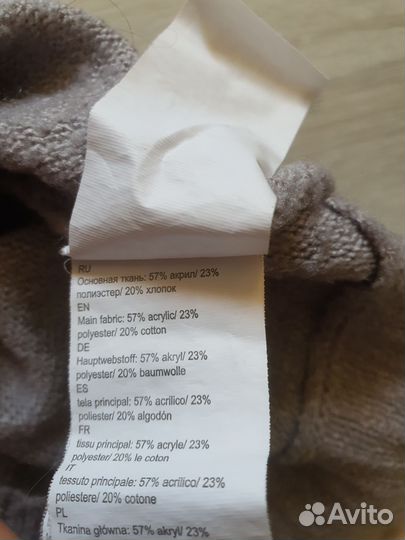 RU
Основная ткань: 57% акрил/ 23%
полиэстер/ 20% хлопок
EN
Main fabric: 57% acrylic/ 23%
polyester/ 20% cotton
DE
Hauptwebstoff: 57% akryl/ 23%
polyester/ 20% baumwolle
ES
tela principal: 57% acrilico/ 23%
poliester/ 20% algodón
FR
tissu principal: 57% acryle/ 23%
polyester/ 20% le coton
IT
tessuto principale: 57% acrilico/ 23%
poliestere/ 20% cotone
PL
Tkanina główna: 57% akryl/ 23%
Avito